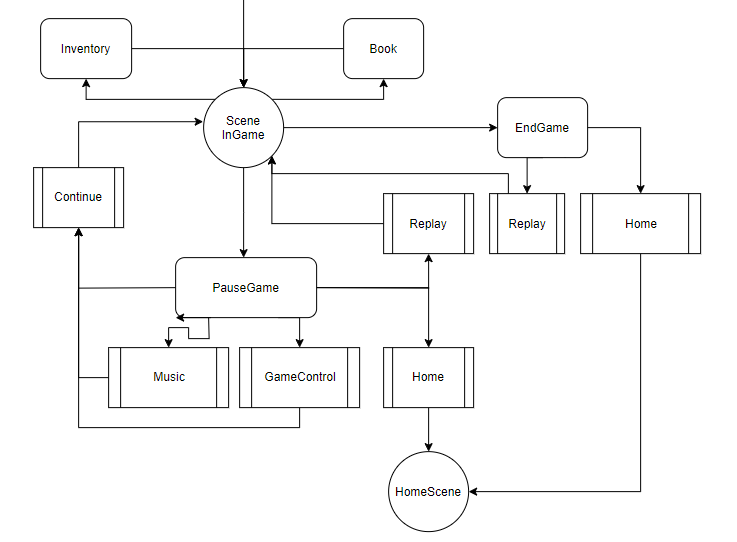 Inventory
Book
Scene
InGame
EndGame
Continue
Replay
Replay
Home
PauseGame
Music
GameControl
Home
HomeScene